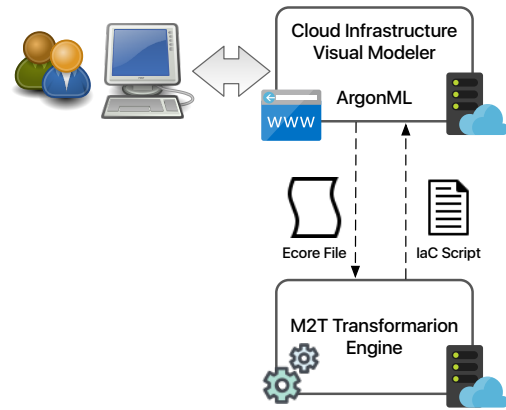 Cloud Infrastructure
Visual Modeler
ArgonML
www
Ecore File
IaC Script
M2T Transformarion
Engine